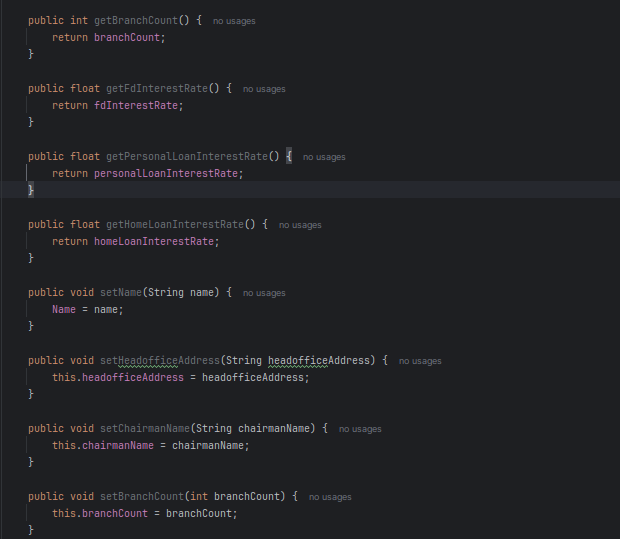 public int getBranchCount() { no usages
return branchCount;
}
public float getFdInterestRate() { no usages
return fdInterestRate;
}
public float getPersonalLoanInterestRate() { no usages
return personalLoanInterestRate;
}
public float getHomeLoanInterestRate() { no usages
return homeLoanInterestRate;
}
public void setName(String name) { no usages
Name = name;
}
public void setHeadofficeAddress(String headofficeAddress) { no usages
this.headofficeAddress = headofficeAddress;
}
public void setChairmanName(String chairmanName) { no usages
this.chairmanName = chairmanName;
}
public void setBranchCount(int branchCount) { no usages
this.branchCount = branchCount;
}